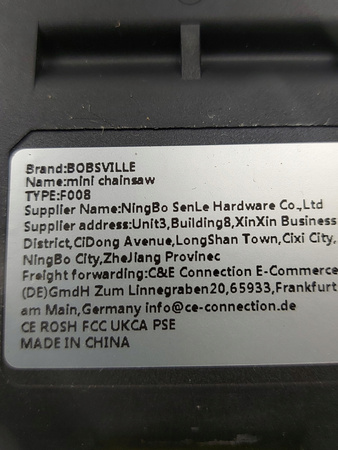 Brand:BOBSVILLE
Name:mini chainsaw
TYPE:F008
Supplier Name:NingBo SenLe Hardware Co.,Ltd
Supplier address:Unit3,Building8,XinXin Business
District,CiDong Avenue,LongShan Town,Cixi City,
NingBo City,ZheJiang Provinec
Freight forwarding:C&E Connection E-Commerce
(DE)GmdH Zum Linnegraben20,65933,Frankfurt
am Main,Germany info@ce-connection.de
CE ROSH FCC UKCA PSE
MADE IN CHINA